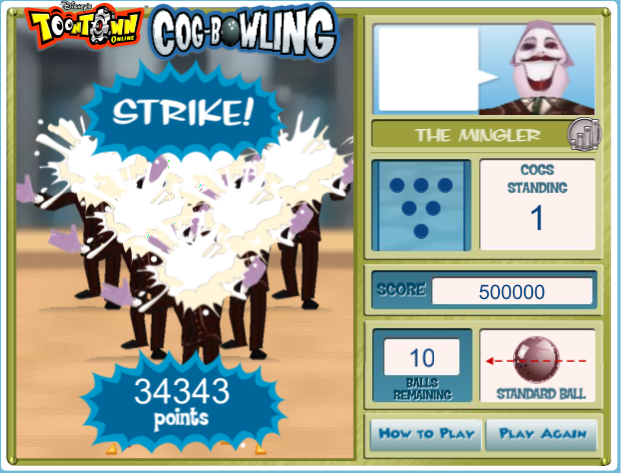 Disney's
TOONTOWN
ONLINE
COG-BOWLING
STRIKE!
34343
points
THE MINGLER
COGS
STANDING
1
SCORE
500000
10
BALLS
REMAINING
STANDARD BALL
HOW TO PLAY
PLAY AGAIN